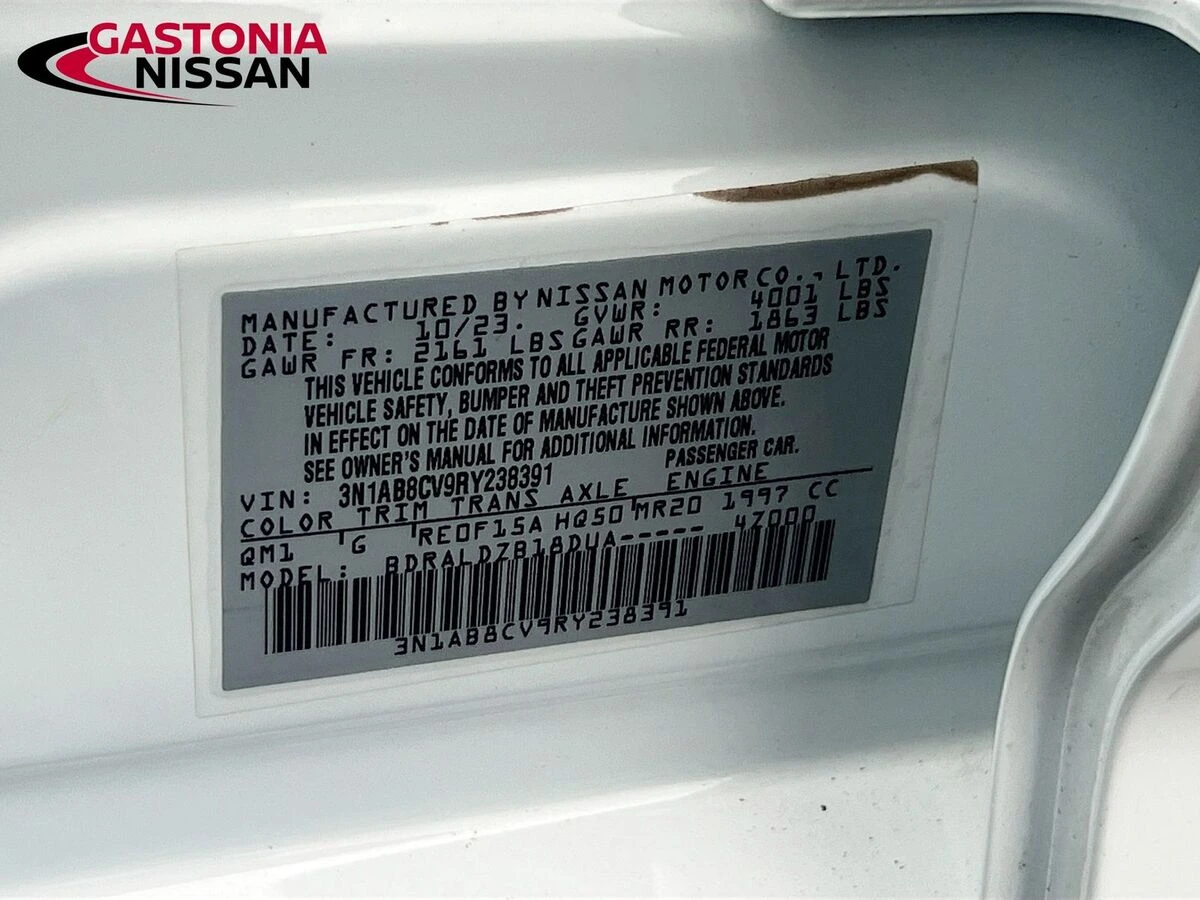 GASTONIA
NISSAN
MANUFACTURED BY NISSAN MOTOR CO., LTD.
DATE: 10/23. GVWR: 4001 LBS
GAWR FR: 2161 LBS GAWR RR: 1863 LBS
THIS VEHICLE CONFORMS TO ALL APPLICABLE FEDERAL MOTOR
VEHICLE SAFETY, BUMPER AND THEFT PREVENTION STANDARDS
IN EFFECT ON THE DATE OF MANUFACTURE SHOWN ABOVE.
SEE OWNER'S MANUAL FOR ADDITIONAL INFORMATION.
VIN: 3N1AB8CV9RY238391 PASSENGER CAR.
COLOR TRIM TRANS AXLE ENGINE
QM1 G RE0F15A HQ50 MR20 1997 CC
MODEL: BDRALDZB18DUA----- 47000
3N1AB8CV9RY238391